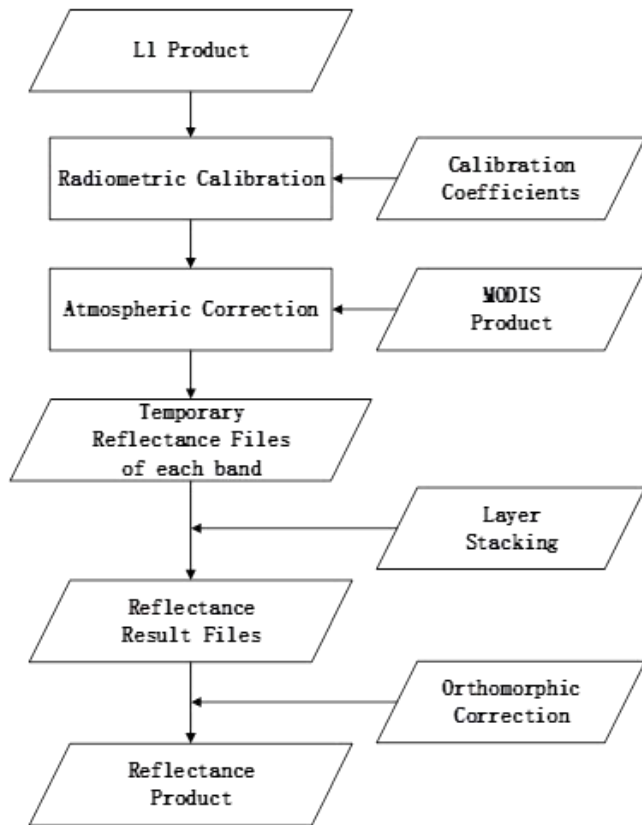 L1 Product
Radiometric Calibration
Calibration
Coefficients
Atmospheric Correction
MODIS
Product
Temporary
Reflectance Files
of each band
Layer
Stacking
Reflectance
Result Files
Orthomorphic
Correction
Reflectance
Product